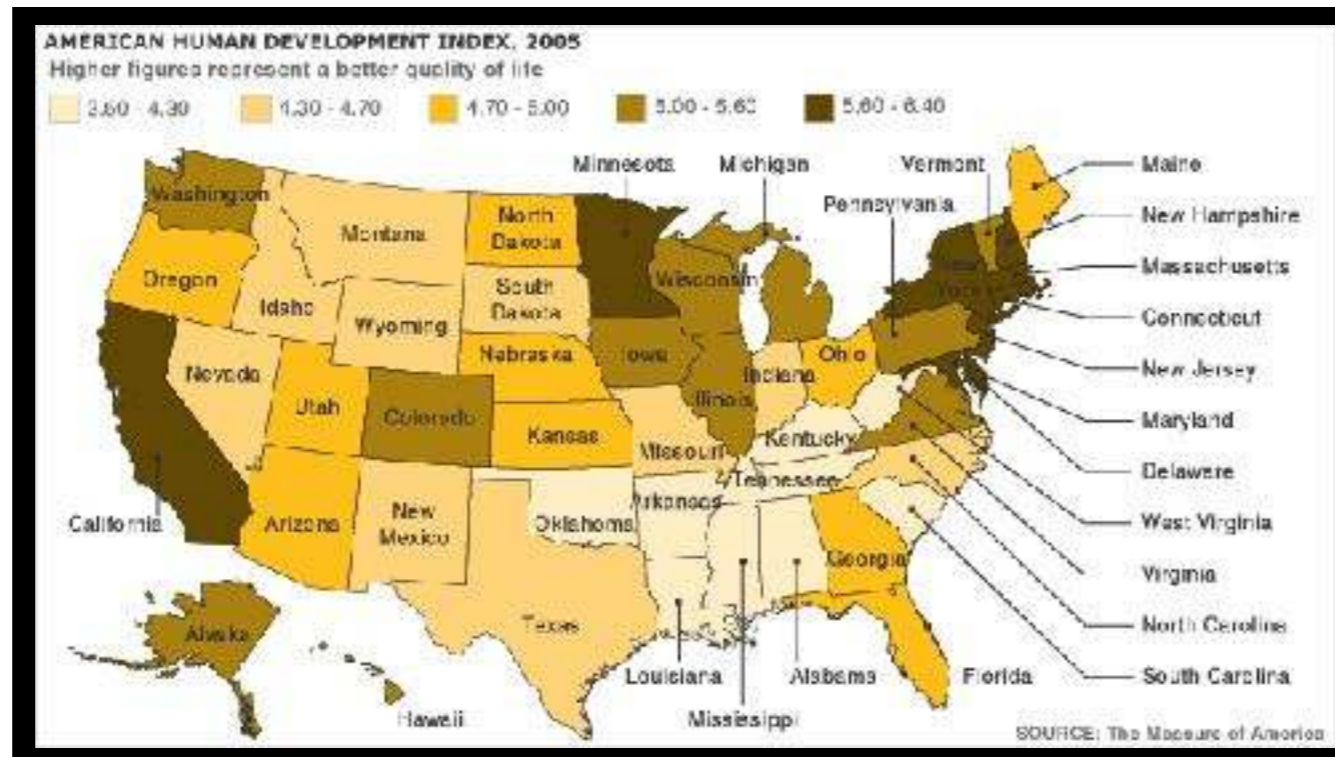 AMERICAN HUMAN DEVELOPMENT INDEX, 2005
Higher figures represent a better quality of life
3.60 - 4.30
4.30 - 4.70
4.70 - 5.00
5.00 - 5.60
5.60 - 6.40
Minnesota
Michigan
Vermont
Maine
Washington
Pennsylvania
North
Dakota
New Hampshire
Montana
Oregon
South
Dakota
Wisconsin
New
York
Massachusetts
Idaho
Wyoming
Connecticut
Nabraska
Iowa
Ohio
Nevada
Indiana
New Jersey
Utah
Colorado
Illinois
Maryland
Kansas
Missouri
Kentucky
Tennessee
Delaware
California
Arizona
New
Mexico
Oklahoma
Arkansas
West Virginia
Georgia
Virginia
Alaska
Texas
North Carolina
Louisiana
Alabama
Florida
South Carolina
Hawaii
Mississippi
SOURCE: The Measure of America